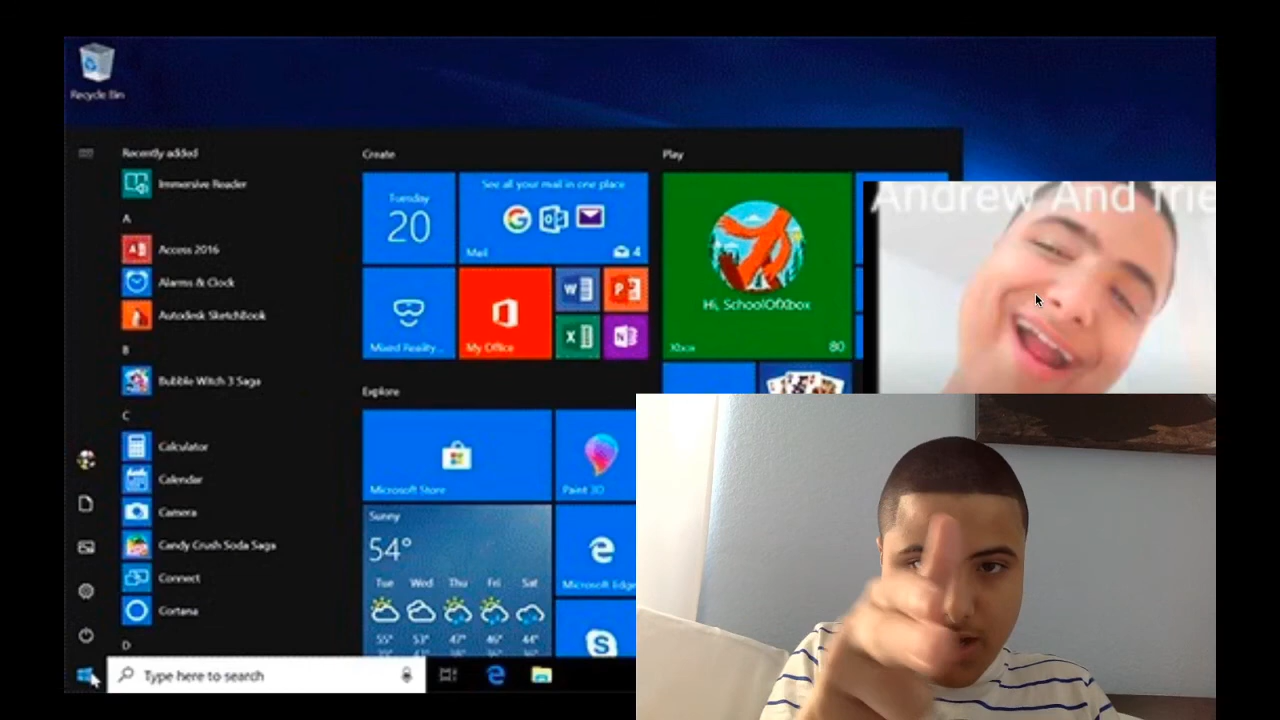 Recycle Bin
Recently added
Immersive Reader
A
Access 2016
Alarms & Clock
Autodesk SketchBook
B
Bubble Witch 3 Saga
C
Calculator
Calendar
Camera
Candy Crush Soda Saga
Connect
Cortana
D
Create
Tuesday
20
See all your mail in one place
Mail
4
Mixed Reality...
My Office
Explore
Microsoft Store
Paint 3D
Sunny
54°
Tue Wed Thu Fri Sat
55° 53° 47° 46° 44°
Microsoft Edge
Play
Hi, SchoolOfXbox
Xbox
80
Andrew And frie
Type here to search